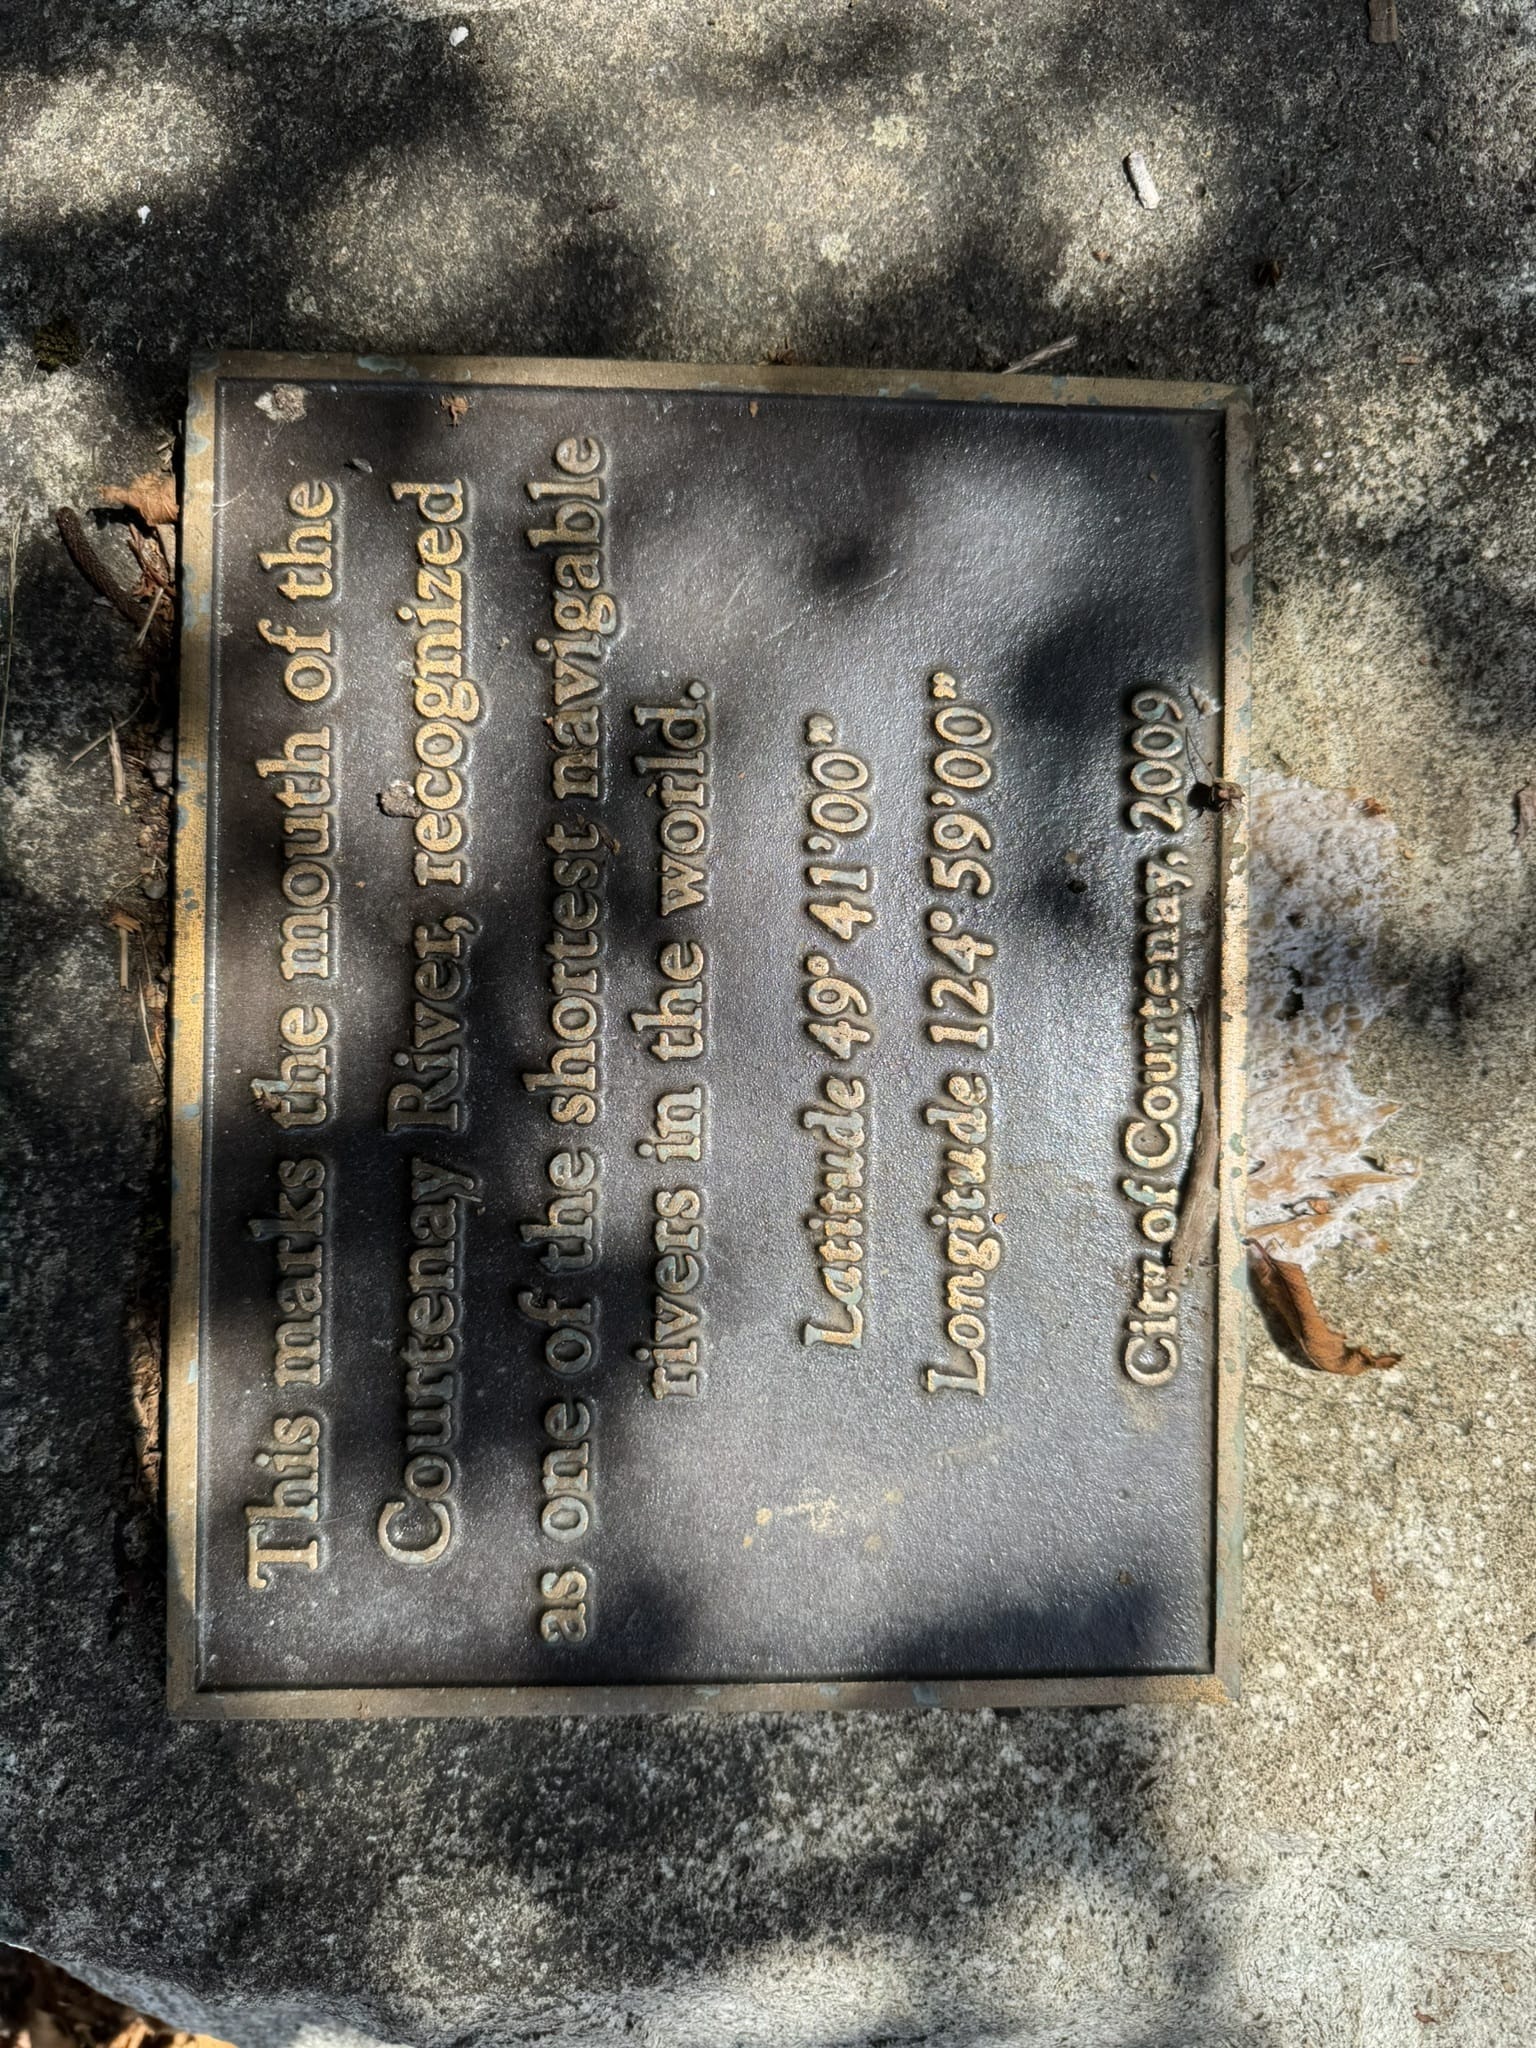 This marks the mouth of the
Courtenay River, recognized
as one of the shortest navigable
rivers in the world.
Latitude 49° 41'00"
Longitude 124° 59'00"
City of Courtenay, 2009